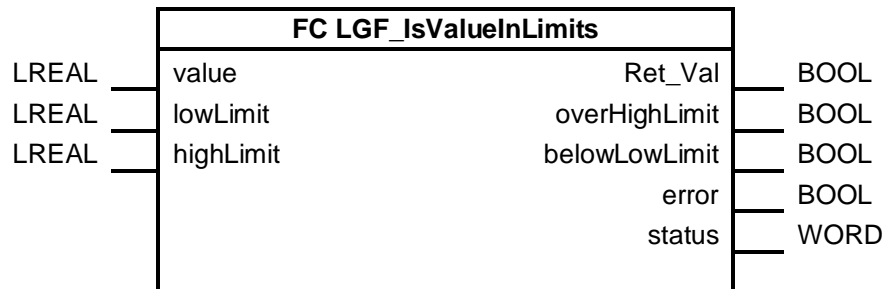 FC LGF_IsValueInLimits
LREAL value Ret_Val BOOL
LREAL lowLimit overHighLimit BOOL
LREAL highLimit belowLowLimit BOOL
error BOOL
status WORD